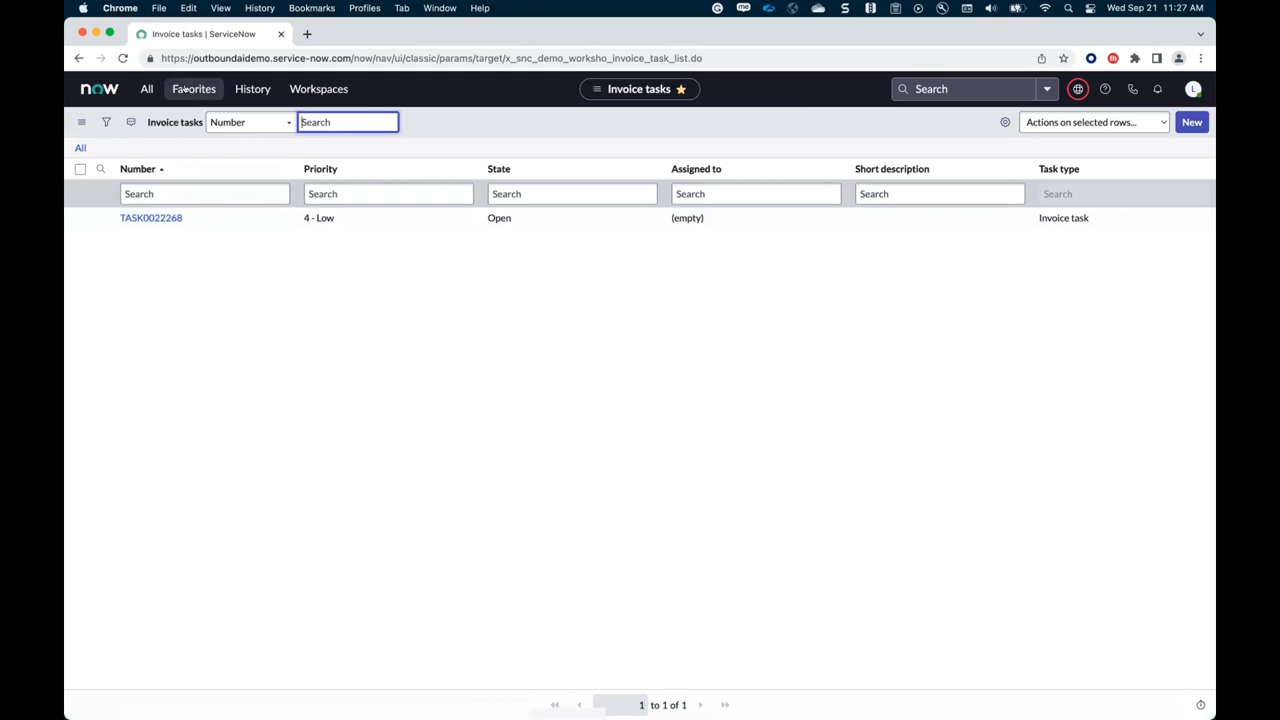 Chrome File Edit View History Bookmarks Profiles Tab Window Help Wed Sep 21 11:27 AM
Invoice tasks | ServiceNow
https://outboundaidemo.service-now.com/now/nav/ui/classic/params/target/x_snc_demo_worksho_invoice_task_list.do
now All Favorites History Workspaces Invoice tasks Search L
Invoice tasks Number Search Actions on selected rows... New
All
Number Priority State Assigned to Short description Task type
Search Search Search Search Search Search
TASK0022268 4 - Low Open (empty) Invoice task
1 to 1 of 1